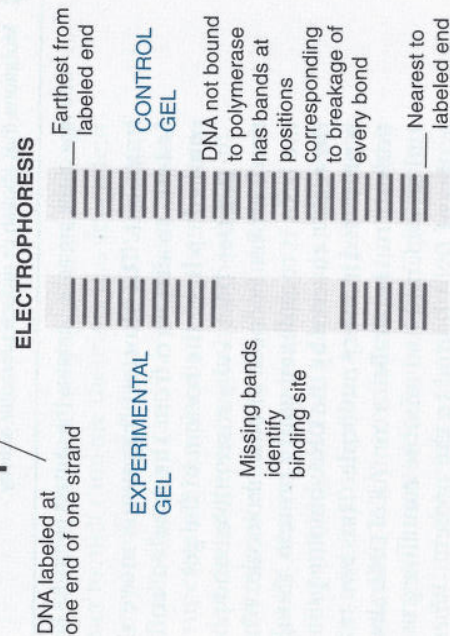 ELECTROPHORESIS
DNA labeled at
one end of one strand
EXPERIMENTAL
GEL
Missing bands
identify
binding site
Farthest from
labeled end
CONTROL
GEL
DNA not bound
to polymerase
has bands at
positions
corresponding
to breakage of
every bond
Nearest to
labeled end